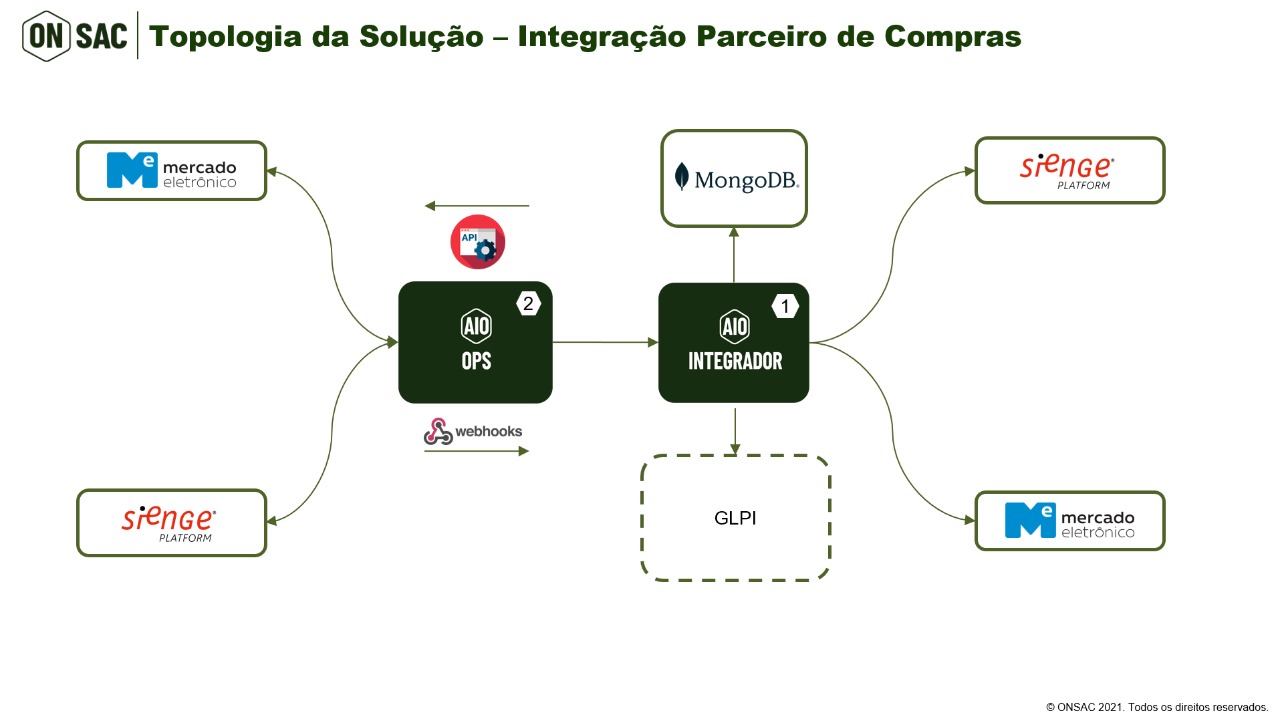 ON SAC
Topologia da Solução – Integração Parceiro de Compras
Me mercado
eletrônico
MongoDB®
sienge®
PLATFORM
API
2
AIO
OPS
1
AIO
INTEGRADOR
webhooks
sienge®
PLATFORM
GLPI
Me mercado
eletrônico
© ONSAC 2021. Todos os direitos reservados.